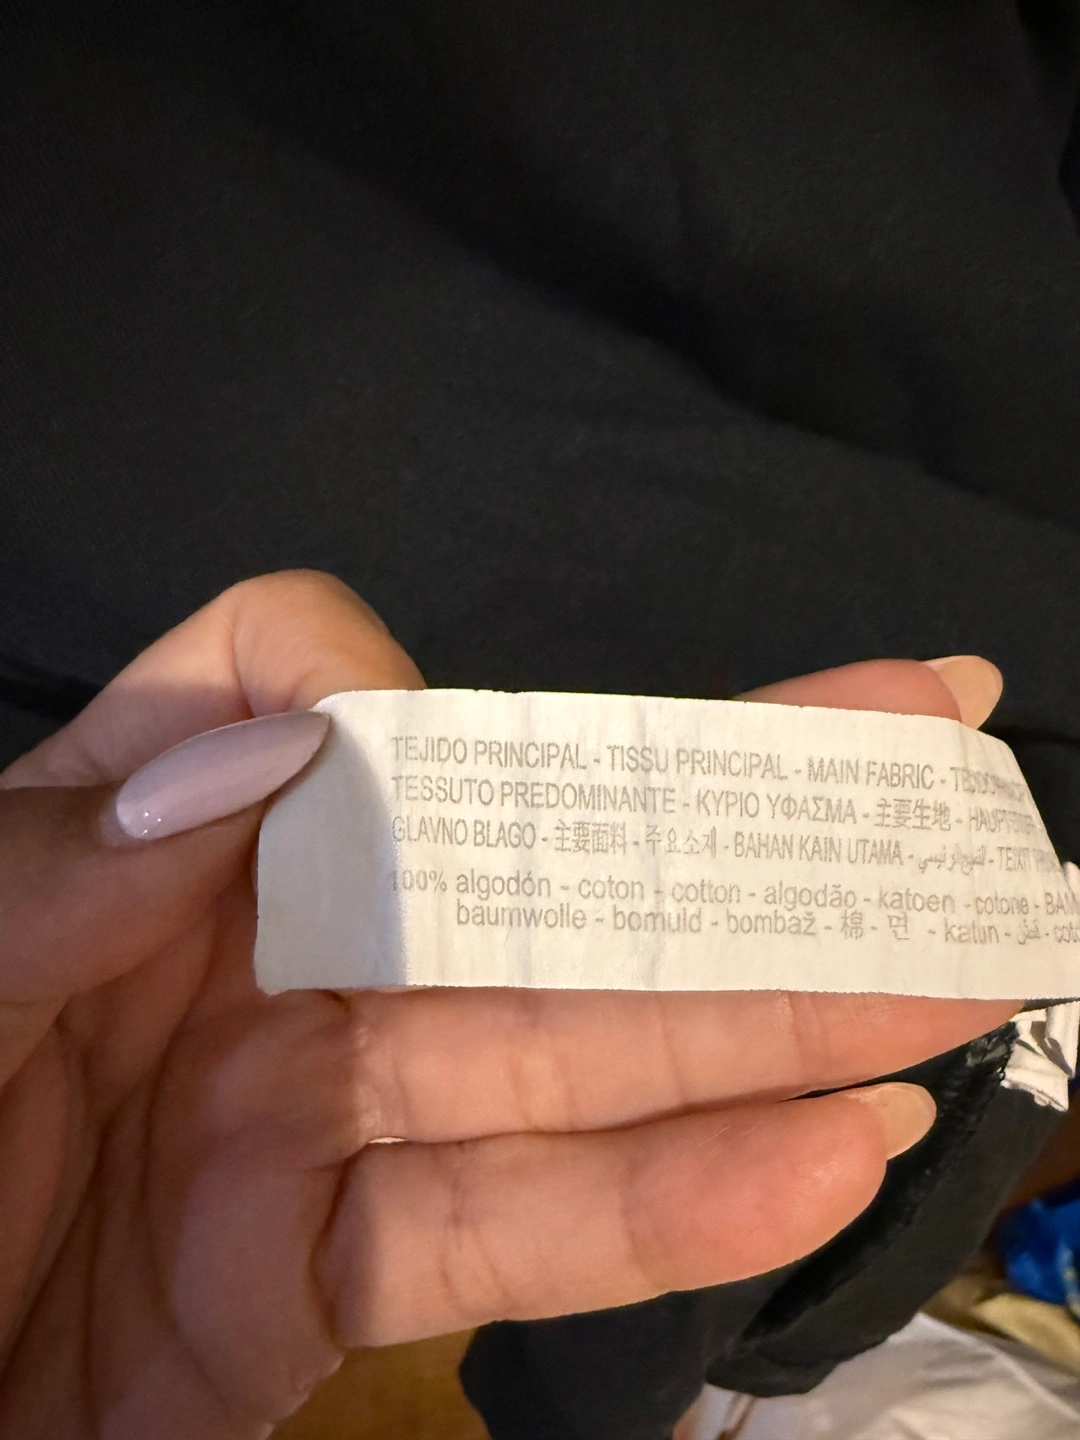 TEJIDO PRINCIPAL - TISSU PRINCIPAL - MAIN FABRIC -
TESSUTO PREDOMINANTE - ΚΥΡΙΟ ΥΦΑΣΜΑ - 主要生地 -
GLAVNO BLAGO - 主要面料 - 주요소재 - BAHAN KAIN UTAMA -
100% algodón - coton - cotton - algodão - katoen - cotone -
baumwolle - bomuld - bombaž - 棉 - 면 - katun - قطن -